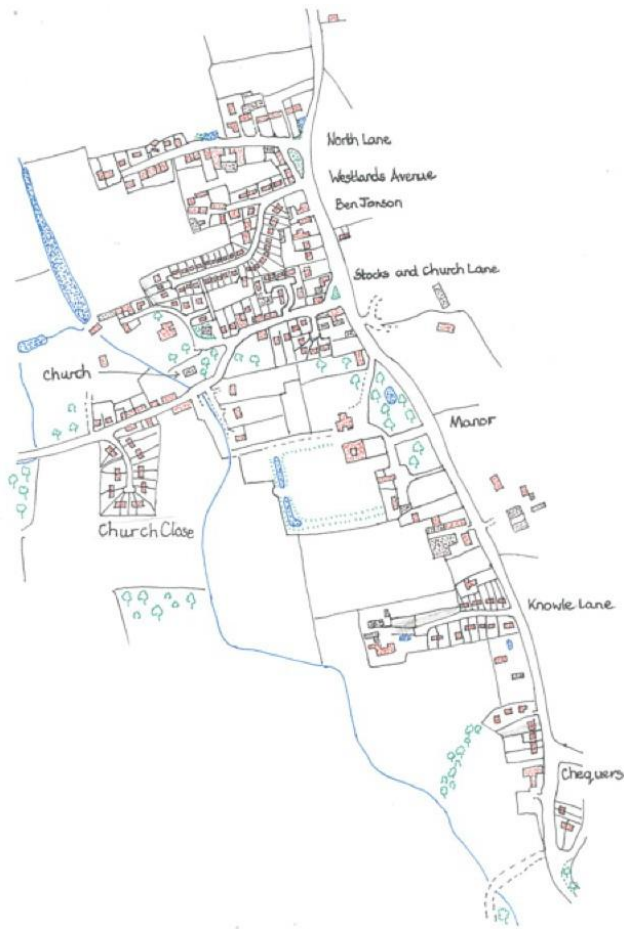 North Lane
Westlands Avenue
Ben Jonson
Stocks and Church Lane
Church
Manor
Church Close
Knowle Lane
Chequers